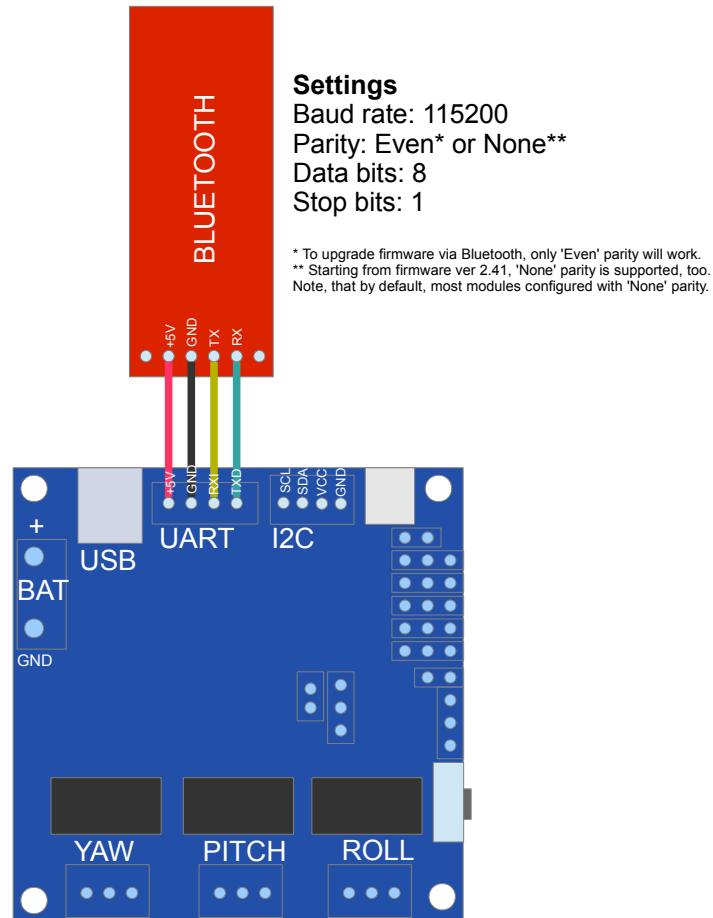 BLUETOOTH
Settings
Baud rate: 115200
Parity: Even* or None**
Data bits: 8
Stop bits: 1
* To upgrade firmware via Bluetooth, only 'Even' parity will work.
** Starting from firmware ver 2.41, 'None' parity is supported, too.
Note, that by default, most modules configured with 'None' parity.
+5V GND TX RX
+5V GND RXI TXD
SCL SDA VCC GND
USB UART I2C
+
BAT
GND
YAW PITCH ROLL